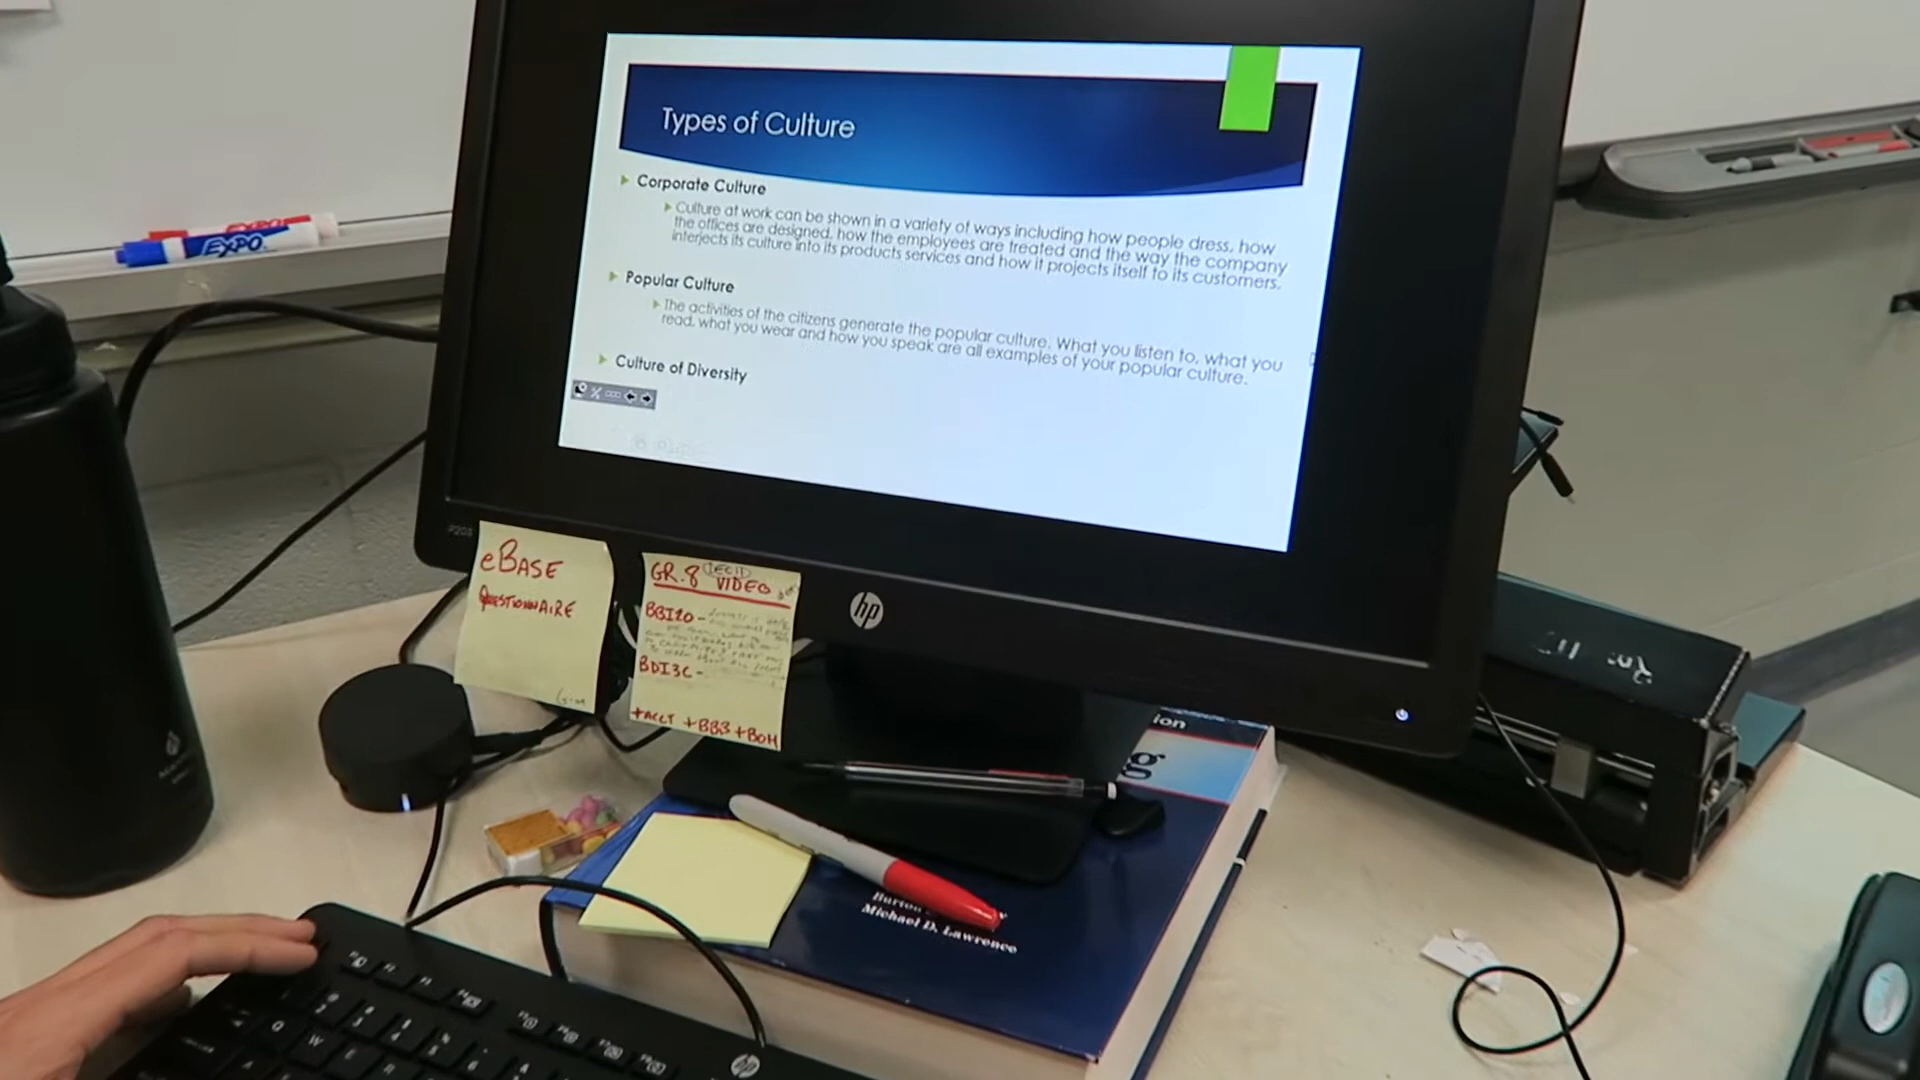 Types of Culture
Corporate Culture
Culture at work can be shown in a variety of ways including how people dress, how
the offices are designed, how the employees are treated and the way the company
interjects its culture into its products services and how it projects itself to its customers.
Popular Culture
The activities of the citizens generate the popular culture. What you listen to, what you
read, what you wear and how you speak are all examples of your popular culture.
Culture of Diversity
EXPO
eBASE
QUESTIONNAIRE
GR.8 VIDEO
BBI20-
BDI3C-
+ACCT +BB3 +BOH
hp
ion
g
Michael D. Lawrence
Q
W
E
R
hp